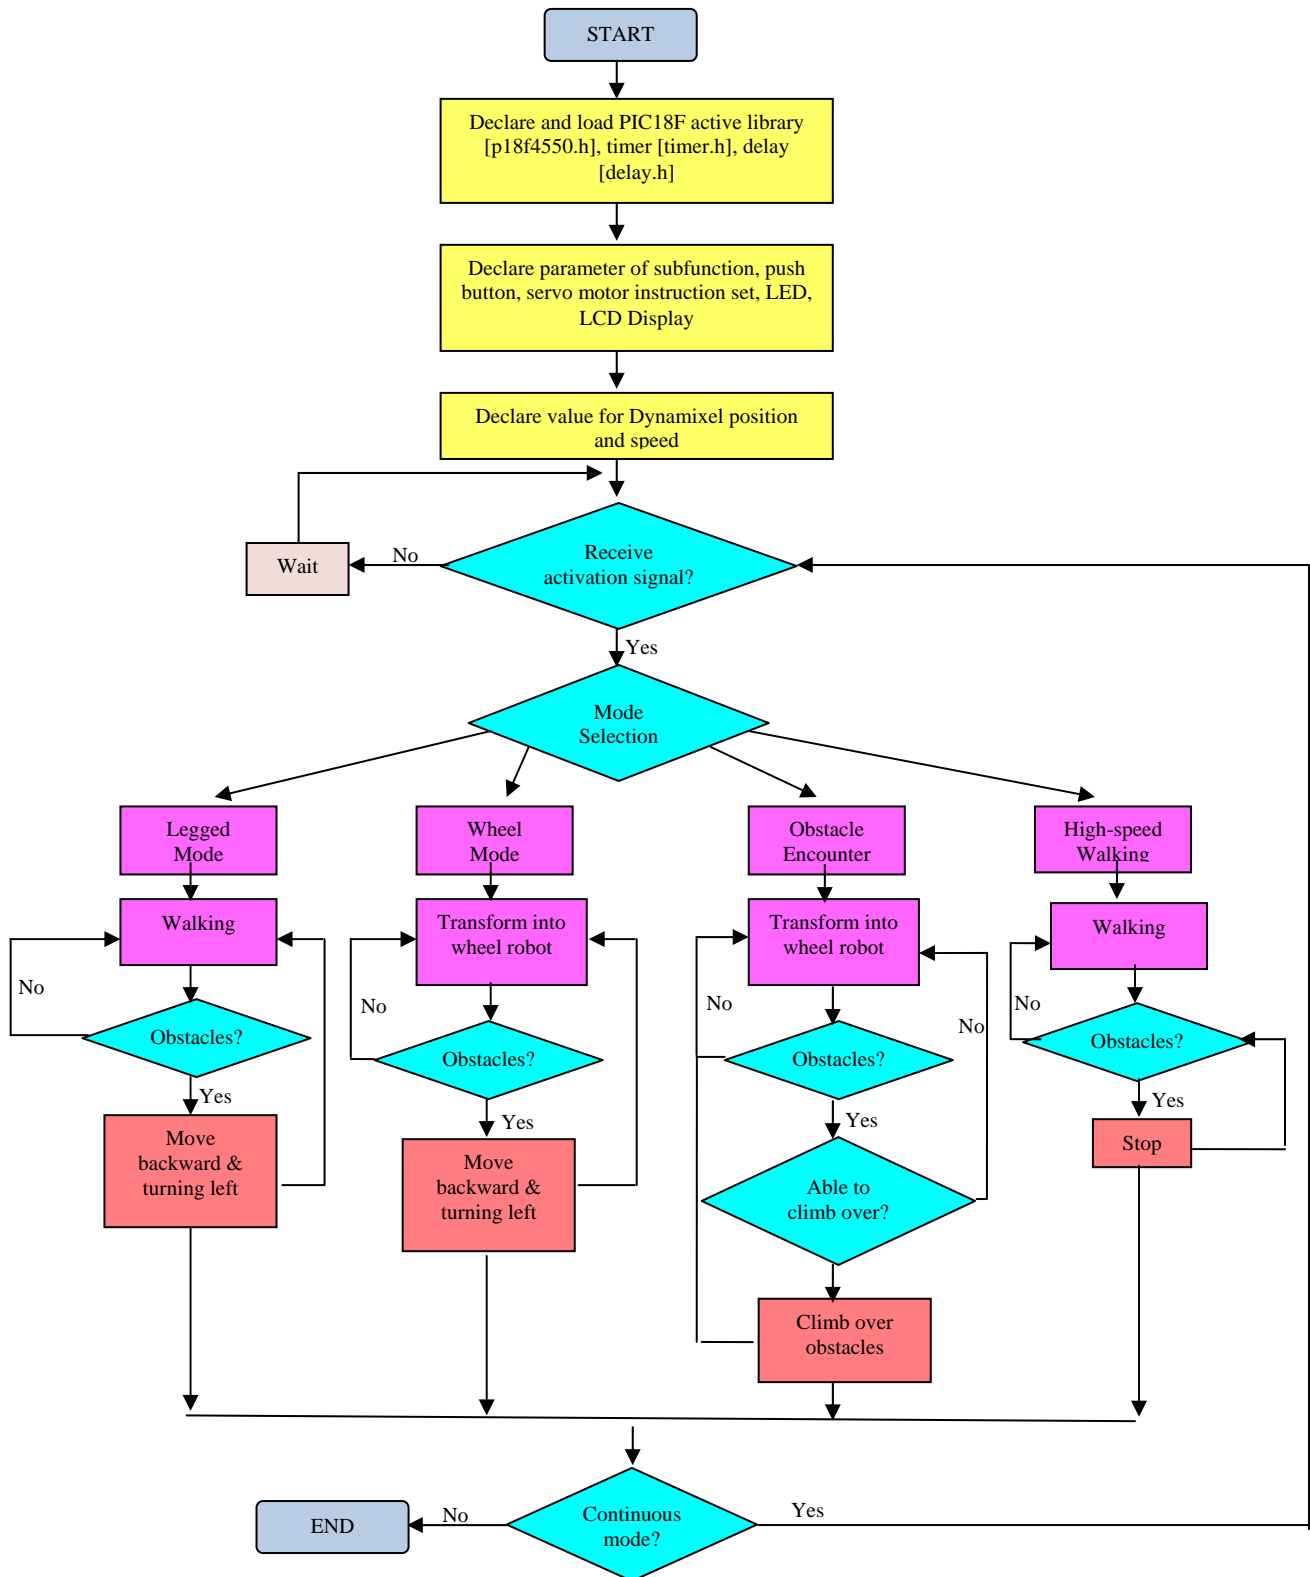 START
Declare and load PIC18F active library
[p18f4550.h], timer [timer.h], delay
[delay.h]
Declare parameter of subfunction, push
button, servo motor instruction set, LED,
LCD Display
Declare value for Dynamixel position
and speed
Receive
activation signal?
No
Wait
Yes
Mode
Selection
Legged
Mode
Wheel
Mode
Obstacle
Encounter
High-speed
Walking
Walking
Transform into
wheel robot
Transform into
wheel robot
Walking
No
No
No
No
No
Obstacles?
Obstacles?
Obstacles?
Obstacles?
Yes
Yes
Yes
Yes
Move
backward &
turning left
Move
backward &
turning left
Able to
climb over?
Stop
Climb over
obstacles
Continuous
mode?
No
Yes
END